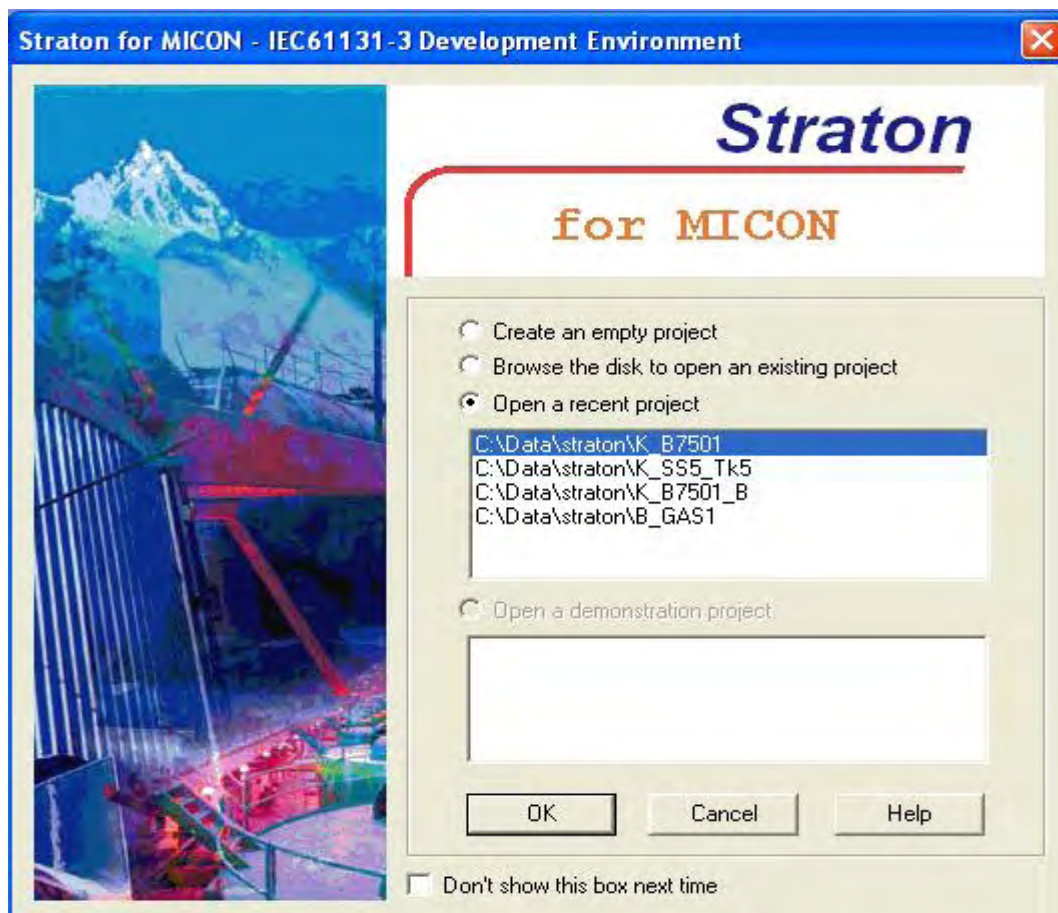 Straton for MICON - IEC61131-3 Development Environment
Straton
for MICON
Create an empty project
Browse the disk to open an existing project
Open a recent project
C:\Data\straton\K_B7501
C:\Data\straton\K_SS5_Tk5
C:\Data\straton\K_B7501_B
C:\Data\straton\B_GAS1
Open a demonstration project
OK Cancel Help
Don't show this box next time